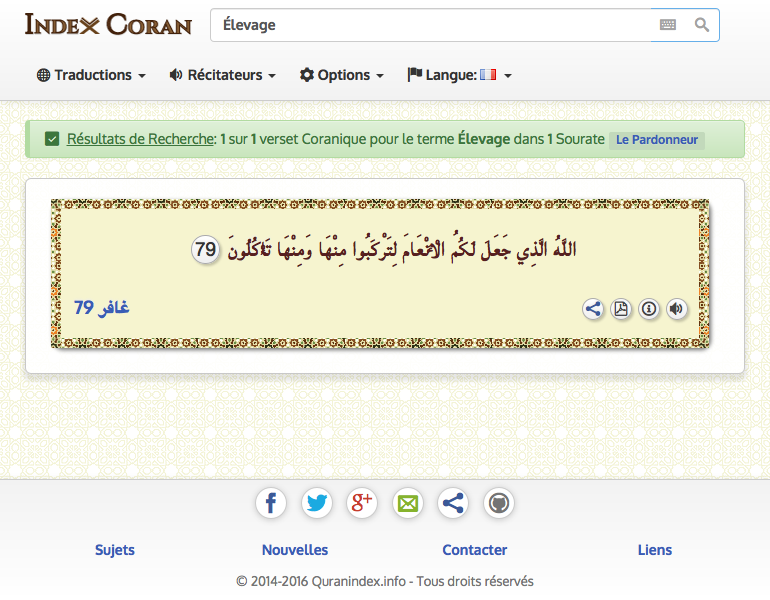 Index Coran
Élevage
Traductions Récitateurs Options Langue:
Résultats de Recherche: 1 sur 1 verset Coranique pour le terme Élevage dans 1 Sourate Le Pardonneur
اللَّهُ الَّذِي جَعَلَ لَكُمُ الْأَنْعَامَ لِتَرْكَبُوا مِنْهَا وَمِنْهَا تَأْكُلُونَ 79
غافر 79
Sujets Nouvelles Contacter Liens
© 2014-2016 Quranindex.info - Tous droits réservés